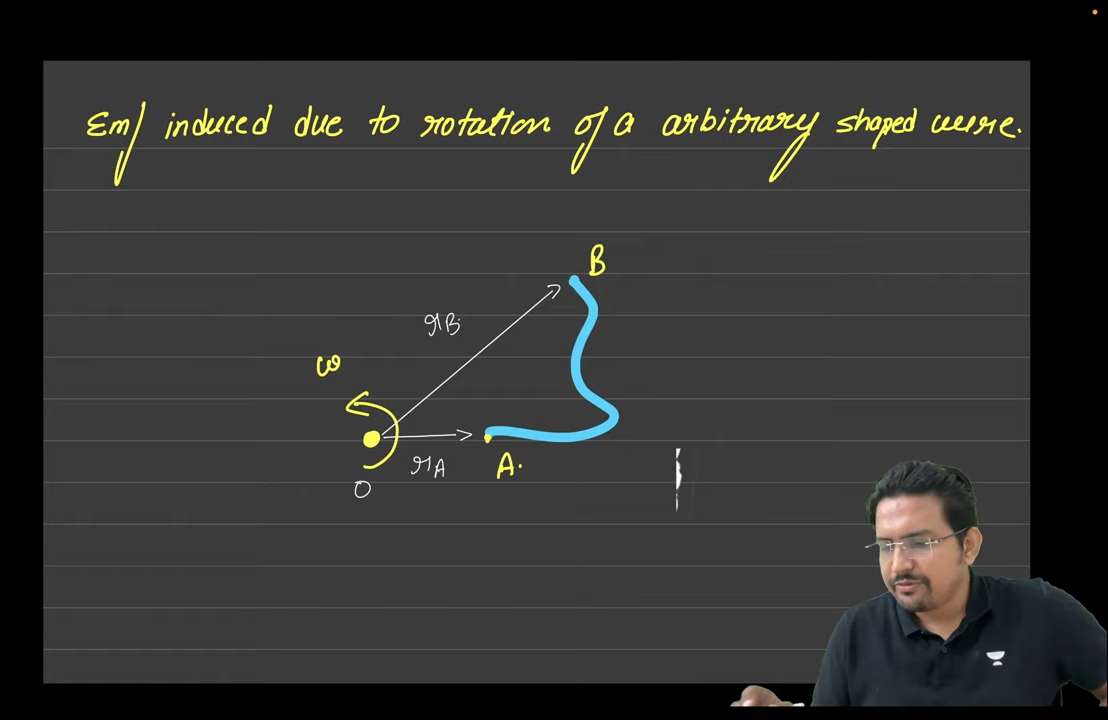 Emf induced due to rotation of a arbitrary shaped wire.
B
rB
ω
A.
rA
O